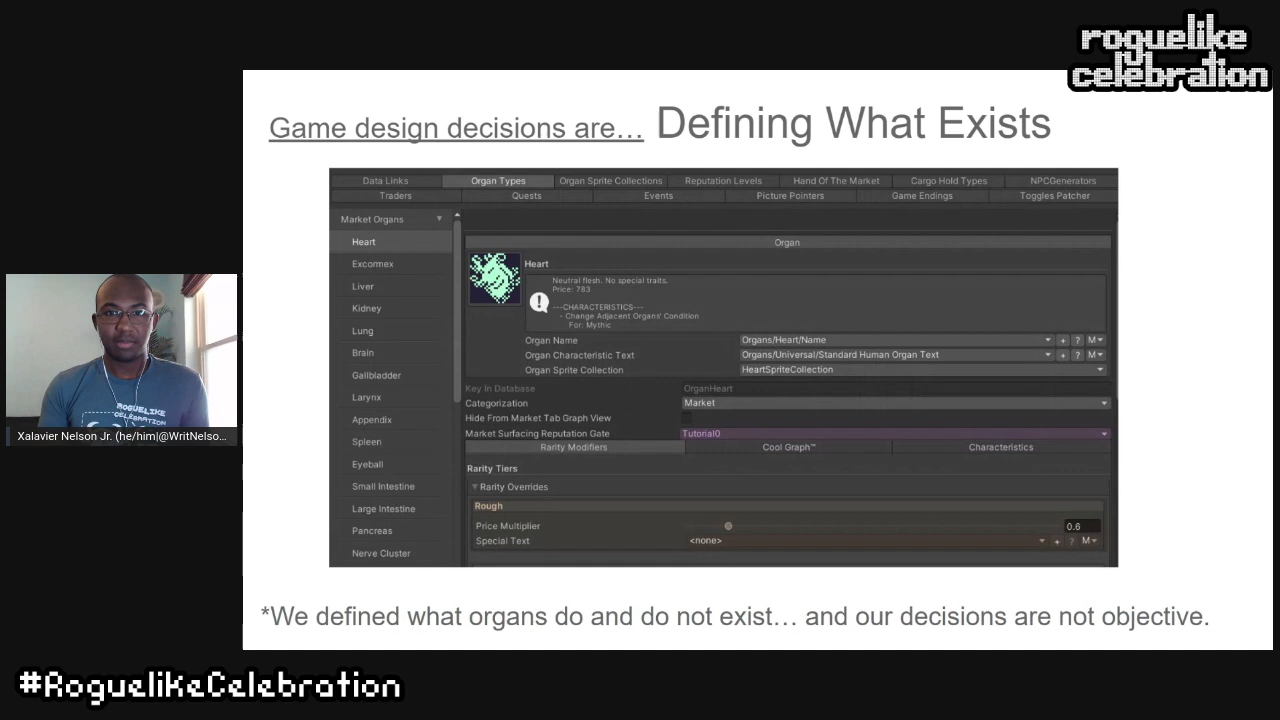 roguelike
celebration
Game design decisions are… Defining What Exists
Data Links Organ Types Organ Sprite Collections Reputation Levels Hand Of The Market Cargo Hold Types NPCGenerators
Traders Quests Events Picture Pointers Game Endings Toggles Patcher
Market Organs
Heart
Excormex
Liver
Kidney
Lung
Brain
Gallbladder
Larynx
Appendix
Spleen
Eyeball
Small Intestine
Large Intestine
Pancreas
Nerve Cluster
Organ
Heart
Neutral flesh. No special traits.
Price: 783
---CHARACTERISTICS---
- Change Adjacent Organs' Condition
For: Mythic
Organ Name Organs/Heart/Name + ? M
Organ Characteristic Text Organs/Universal/Standard Human Organ Text + ? M
Organ Sprite Collection HeartSpriteCollection
Key In Database OrganHeart
Categorization Market
Hide From Market Tab Graph View
Market Surfacing Reputation Gate Tutorial0
Rarity Modifiers Cool Graph™ Characteristics
Rarity Tiers
Rarity Overrides
Rough
Price Multiplier 0.6
Special Text <none> + ? M
ROGUELIKE
CELEBRATION
Xalavier Nelson Jr. (he/him|@WritNelso...
*We defined what organs do and do not exist… and our decisions are not objective.
#RoguelikeCelebration